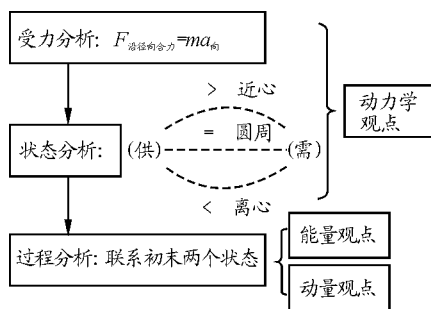 受力分析: F沿径向合力=ma向
> 近心
动力学
观点
状态分析: (供) = 圆周 (需)
< 离心
能量观点
过程分析: 联系初末两个状态
动量观点